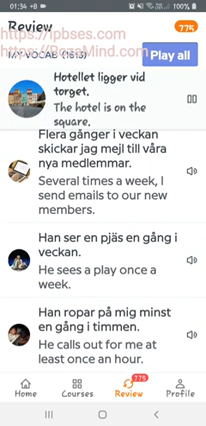 01:34
100%
Review
775
https://ipbses.com
https://RozaMind.com
MY VOCAB (1613)
Play all
Hotellet ligger vid
torget.
The hotel is on the
square.
Flera gånger i veckan
skickar jag mejl till våra
nya medlemmar.
Several times a week, I
send emails to our new
members.
Han ser en pjäs en gång i
veckan.
He sees a play once a
week.
Han ropar på mig minst
en gång i timmen.
He calls out for me at
least once an hour.
775
Home
Courses
Review
Profile